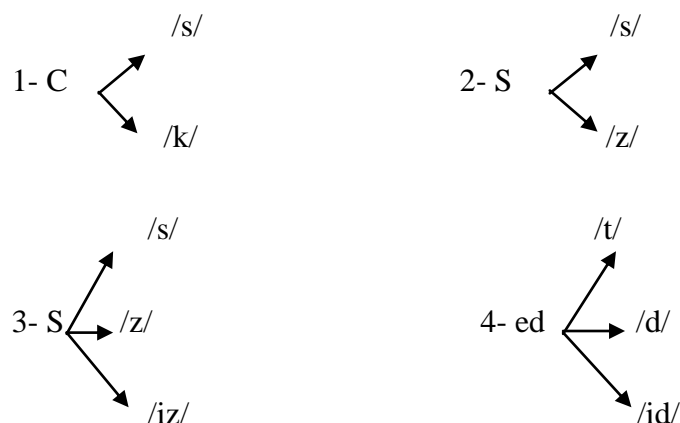 /s/ /s/
1- C 2- S
/k/ /z/
/s/ /t/
3- S /z/ 4- ed /d/
/iz/ /id/